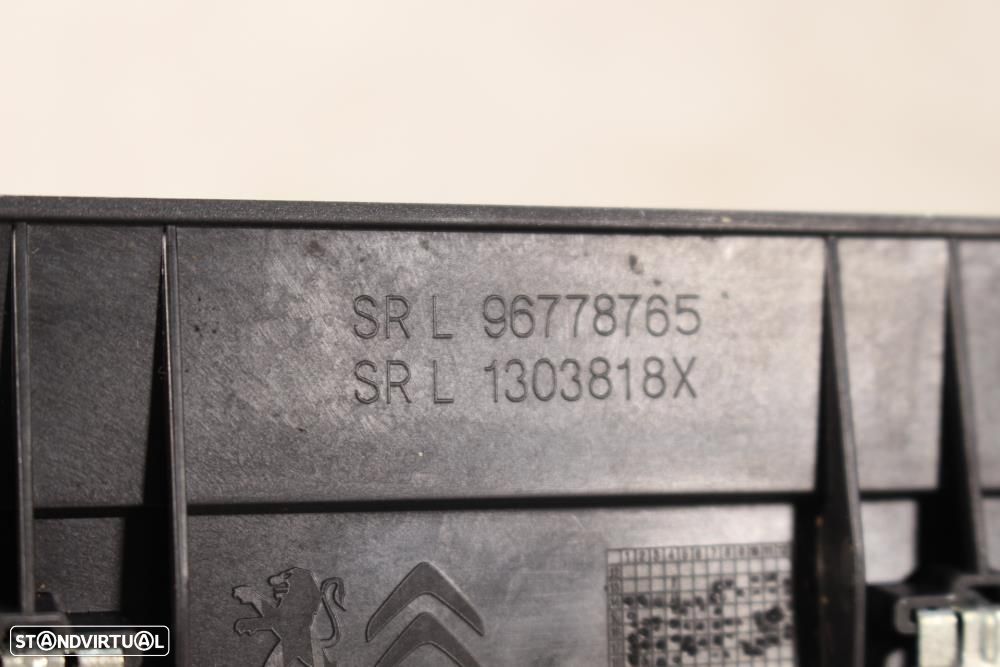 SR L 96778765
SR L 1303818X
STANDVIRTUAL